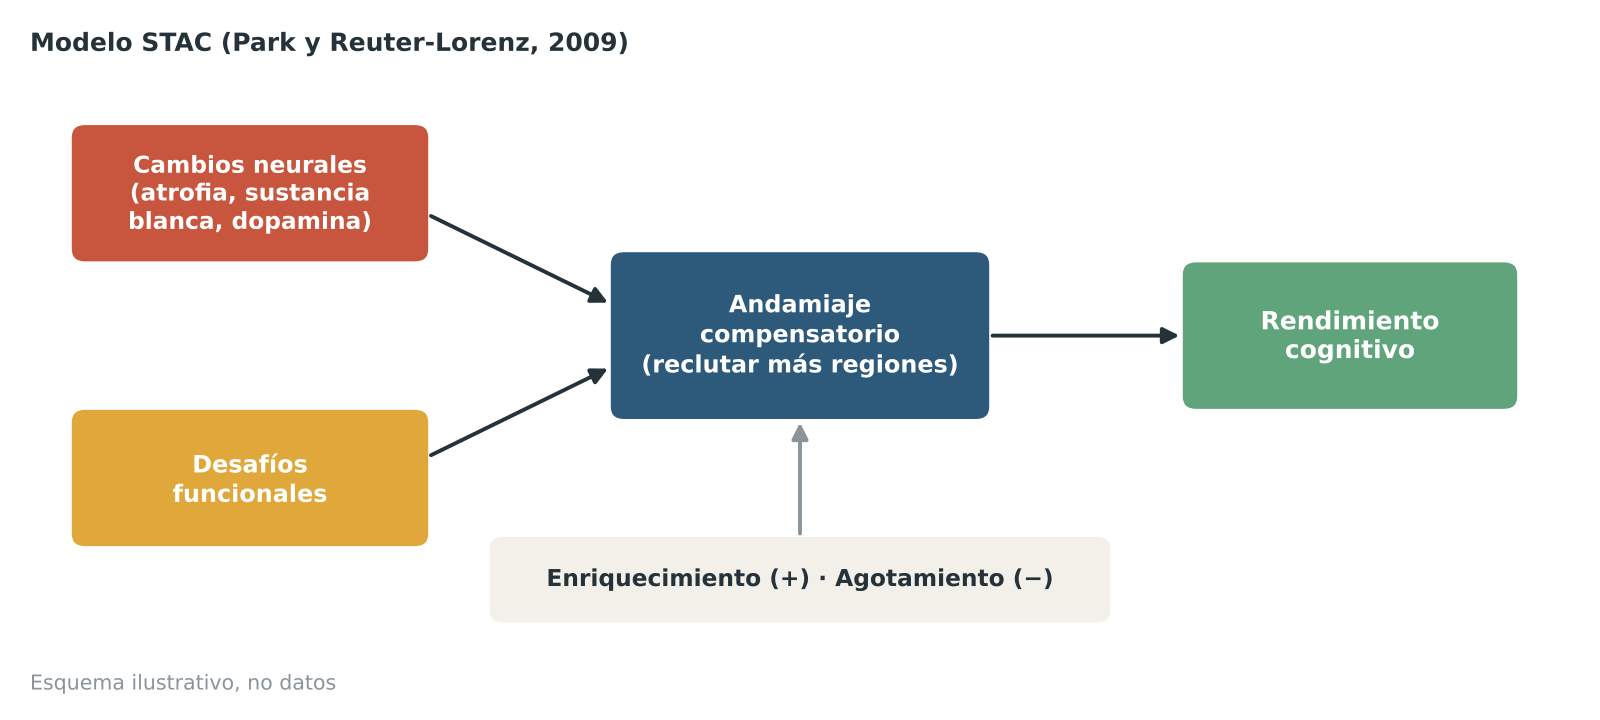 Modelo STAC (Park y Reuter-Lorenz, 2009)
Cambios neurales
(atrofia, sustancia
blanca, dopamina)
Desafíos
funcionales
Andamiaje
compensatorio
(reclutar más regiones)
Rendimiento
cognitivo
Enriquecimiento (+) · Agotamiento (−)
Esquema ilustrativo, no datos